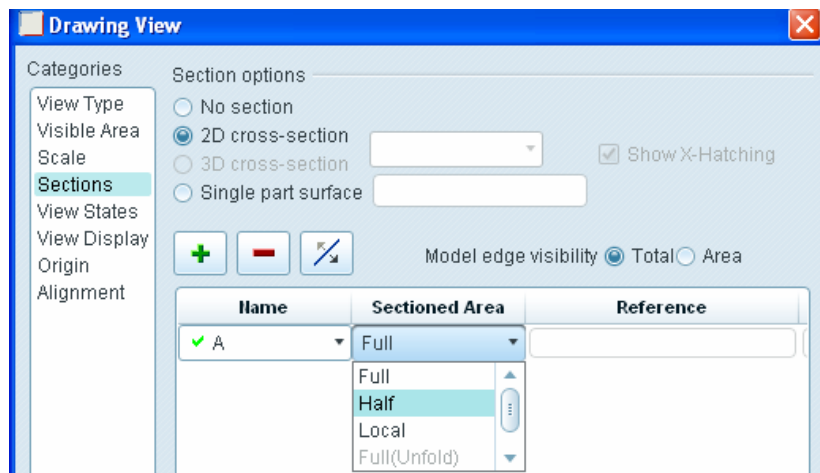 Drawing View
Categories
View Type
Visible Area
Scale
Sections
View States
View Display
Origin
Alignment
Section options
No section
2D cross-section
3D cross-section
Show X-Hatching
Single part surface
Model edge visibility Total Area
Name Sectioned Area Reference
A Full
Full
Half
Local
Full(Unfold)